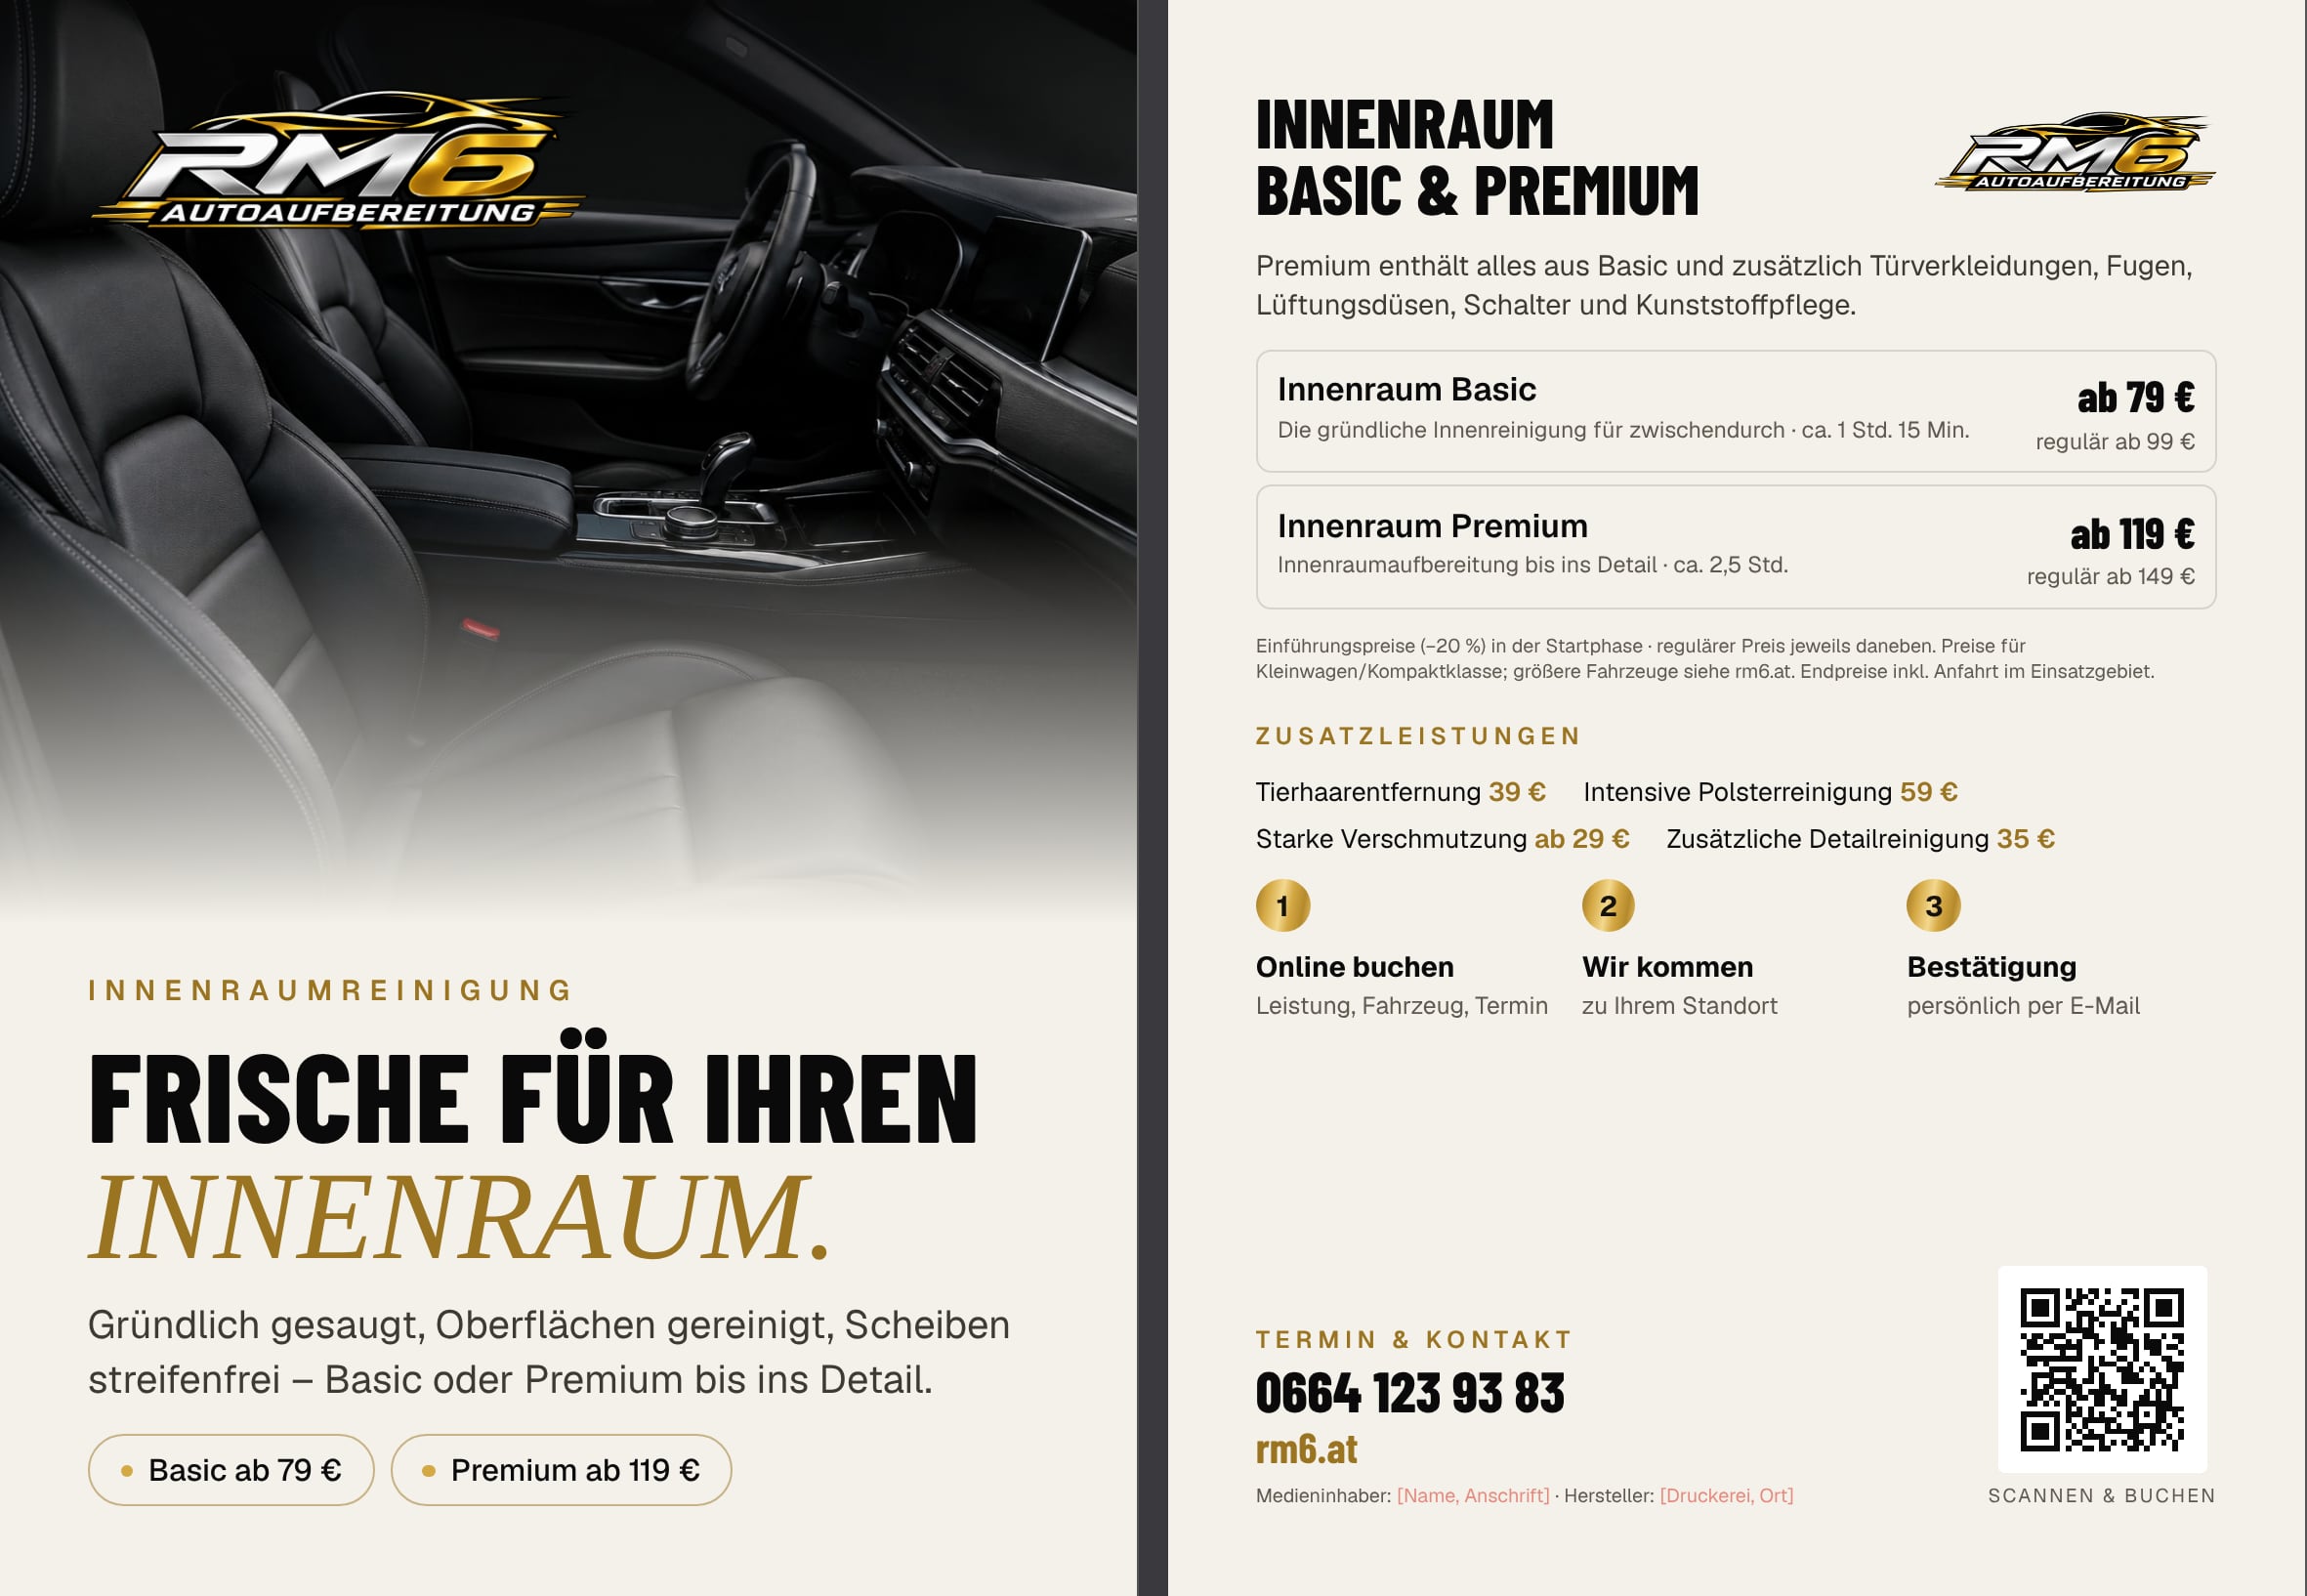 RM6
AUTOAUFBEREITUNG
INNENRAUMREINIGUNG
FRISCHE FÜR IHREN
INNENRAUM.
Gründlich gesaugt, Oberflächen gereinigt, Scheiben
streifenfrei – Basic oder Premium bis ins Detail.
Basic ab 79 €
Premium ab 119 €
INNENRAUM
BASIC & PREMIUM
RM6
AUTOAUFBEREITUNG
Premium enthält alles aus Basic und zusätzlich Türverkleidungen, Fugen,
Lüftungsdüsen, Schalter und Kunststoffpflege.
Innenraum Basic
Die gründliche Innenreinigung für zwischendurch · ca. 1 Std. 15 Min.
ab 79 €
regulär ab 99 €
Innenraum Premium
Innenraumaufbereitung bis ins Detail · ca. 2,5 Std.
ab 119 €
regulär ab 149 €
Einführungspreise (−20 %) in der Startphase · regulärer Preis jeweils daneben. Preise für
Kleinwagen/Kompaktklasse; größere Fahrzeuge siehe rm6.at. Endpreise inkl. Anfahrt im Einsatzgebiet.
ZUSATZLEISTUNGEN
Tierhaarentfernung 39 € Intensive Polsterreinigung 59 €
Starke Verschmutzung ab 29 € Zusätzliche Detailreinigung 35 €
1
Online buchen
Leistung, Fahrzeug, Termin
2
Wir kommen
zu Ihrem Standort
3
Bestätigung
persönlich per E-Mail
TERMIN & KONTAKT
0664 123 93 83
rm6.at
Medieninhaber: [Name, Anschrift] · Hersteller: [Druckerei, Ort]
SCANNEN & BUCHEN